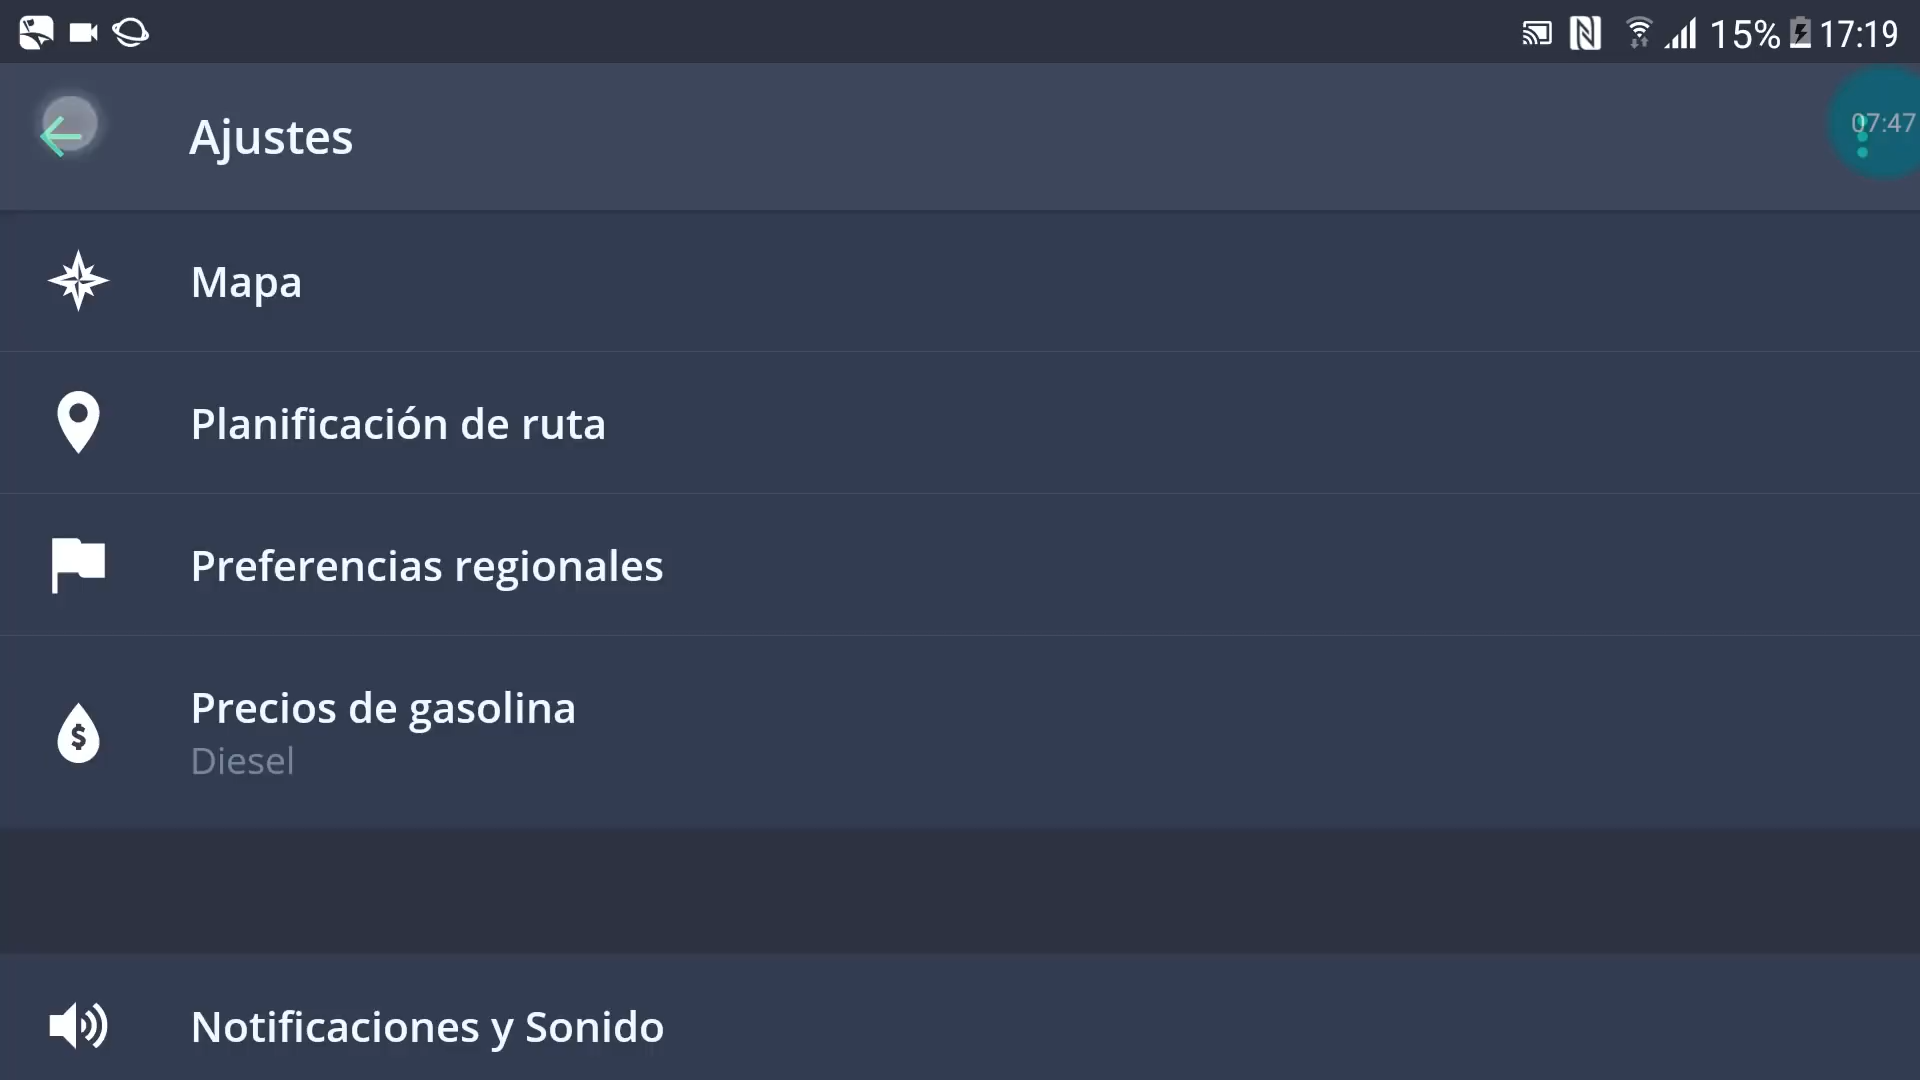 15% 17:19
Ajustes
07:47
Mapa
Planificación de ruta
Preferencias regionales
Precios de gasolina
Diesel
Notificaciones y Sonido